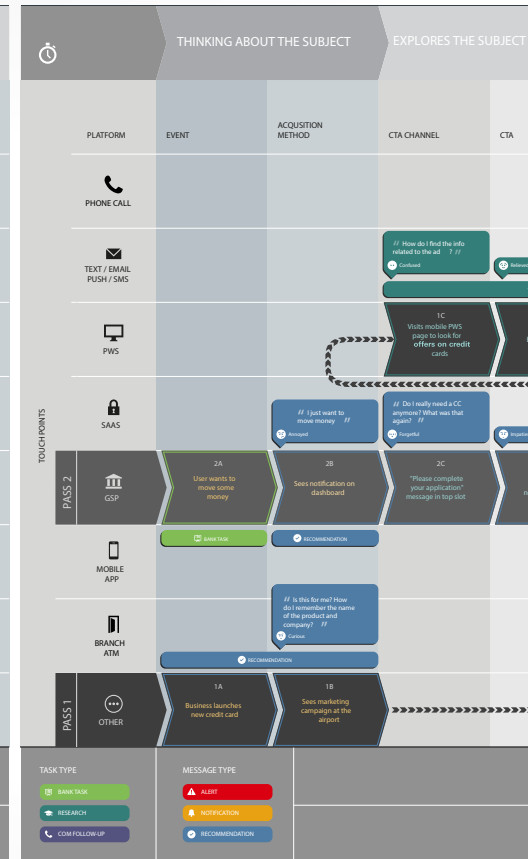 THINKING ABOUT THE SUBJECT
EXPLORES THE SUBJECT
PLATFORM
EVENT
ACQUSITION
METHOD
CTA CHANNEL
CTA
TOUCH POINTS
PHONE CALL
TEXT / EMAIL
PUSH / SMS
" How do I find the info
related to the ad ? "
Confused
PWS
1C
Visits mobile PWS
page to look for
offers on credit
cards
SAAS
" I just want to
move money "
Annoyed
" Do I really need a CC
anymore? What was that
again? "
Forgetful
PASS 2
GSP
2A
User wants to
move some
money
2B
Sees notification on
dashboard
2C
"Please complete
your application"
message in top slot
BANK TASK
RECOMMENDATION
MOBILE
APP
BRANCH
ATM
" Is this for me? How
do I remember the name
of the product and
company? "
Curious
RECOMMENDATION
PASS 1
OTHER
1A
Business launches
new credit card
1B
Sees marketing
campaign at the
airport
TASK TYPE
BANK TASK
RESEARCH
COM FOLLOW-UP
MESSAGE TYPE
ALERT
NOTIFICATION
RECOMMENDATION